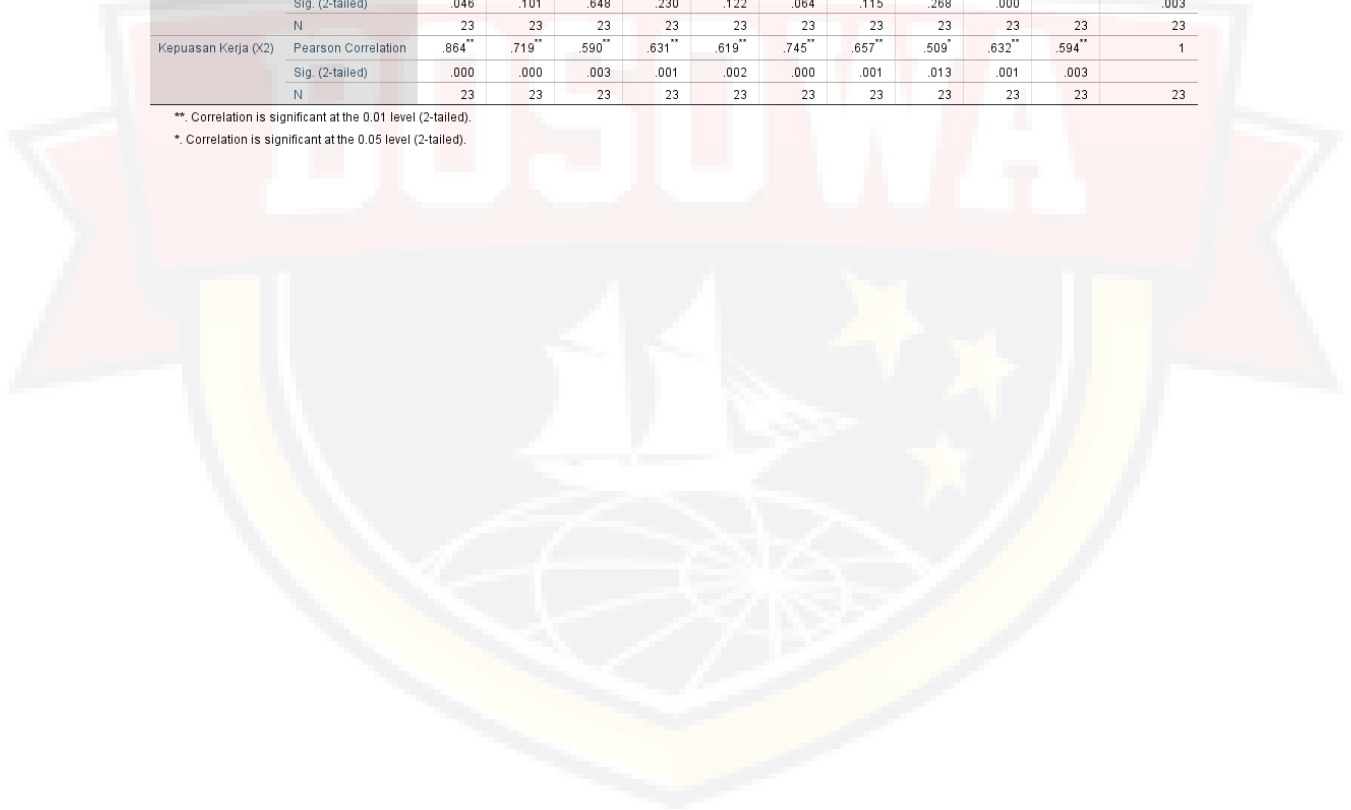 Sig. (2-tailed) .046 .101 .648 .230 .122 .064 .115 .268 .000 .003
N 23 23 23 23 23 23 23 23 23 23 23
Kepuasan Kerja (X2) Pearson Correlation .864** .719** .590** .631** .619** .745** .657** .509* .632** .594** 1
Sig. (2-tailed) .000 .000 .003 .001 .002 .000 .001 .013 .001 .003
N 23 23 23 23 23 23 23 23 23 23 23
**. Correlation is significant at the 0.01 level (2-tailed).
*. Correlation is significant at the 0.05 level (2-tailed).
BOSOWA